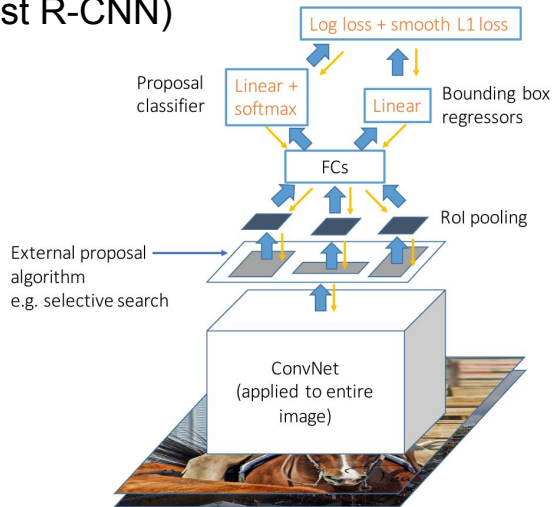 st R-CNN)
Log loss + smooth L1 loss
Proposal
classifier
Linear +
softmax
Linear
Bounding box
regressors
FCs
RoI pooling
External proposal
algorithm
e.g. selective search
ConvNet
(applied to entire
image)